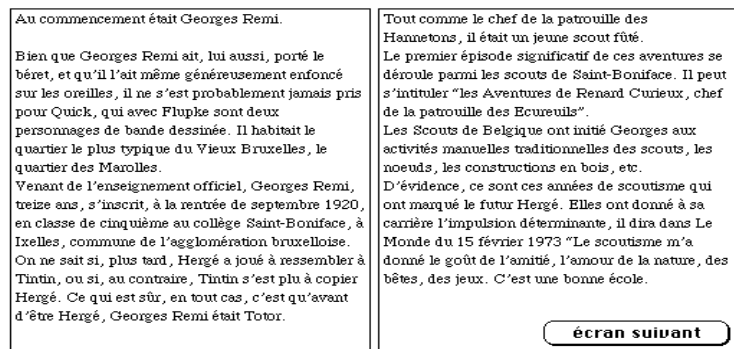 Au commencement était Georges Remi.
Bien que Georges Remi ait, lui aussi, porté le
béret, et qu'il l'ait même généreusement enfoncé
sur les oreilles, il ne s'est probablement jamais pris
pour Quick, qui avec Flupke sont deux
personnages de bande dessinée. Il habitait le
quartier le plus typique du Vieux Bruxelles, le
quartier des Marolles.
Venant de l'enseignement officiel, Georges Remi,
treize ans, s'inscrit, à la rentrée de septembre 1920,
en classe de cinquième au collège Saint-Boniface, à
Ixelles, commune de l'agglomération bruxelloise.
On ne sait si, plus tard, Hergé a joué à ressembler à
Tintin, ou si, au contraire, Tintin s'est plu à copier
Hergé. Ce qui est sûr, en tout cas, c'est qu'avant
d'être Hergé, Georges Remi était Totor.
Tout comme le chef de la patrouille des
Hannetons, il était un jeune scout fûté.
Le premier épisode significatif de ces aventures se
déroule parmi les scouts de Saint-Boniface. Il peut
s'intituler "les Aventures de Renard Curieux, chef
de la patrouille des Ecureuils".
Les Scouts de Belgique ont initié Georges aux
activités manuelles traditionnelles des scouts, les
noeuds, les constructions en bois, etc.
D'évidence, ce sont ces années de scoutisme qui
ont marqué le futur Hergé. Elles ont donné à sa
carrière l'impulsion déterminante, il dira dans Le
Monde du 15 février 1973 "Le scoutisme m'a
donné le goût de l'amitié, l'amour de la nature, des
bêtes, des jeux. C'est une bonne école.
écran suivant